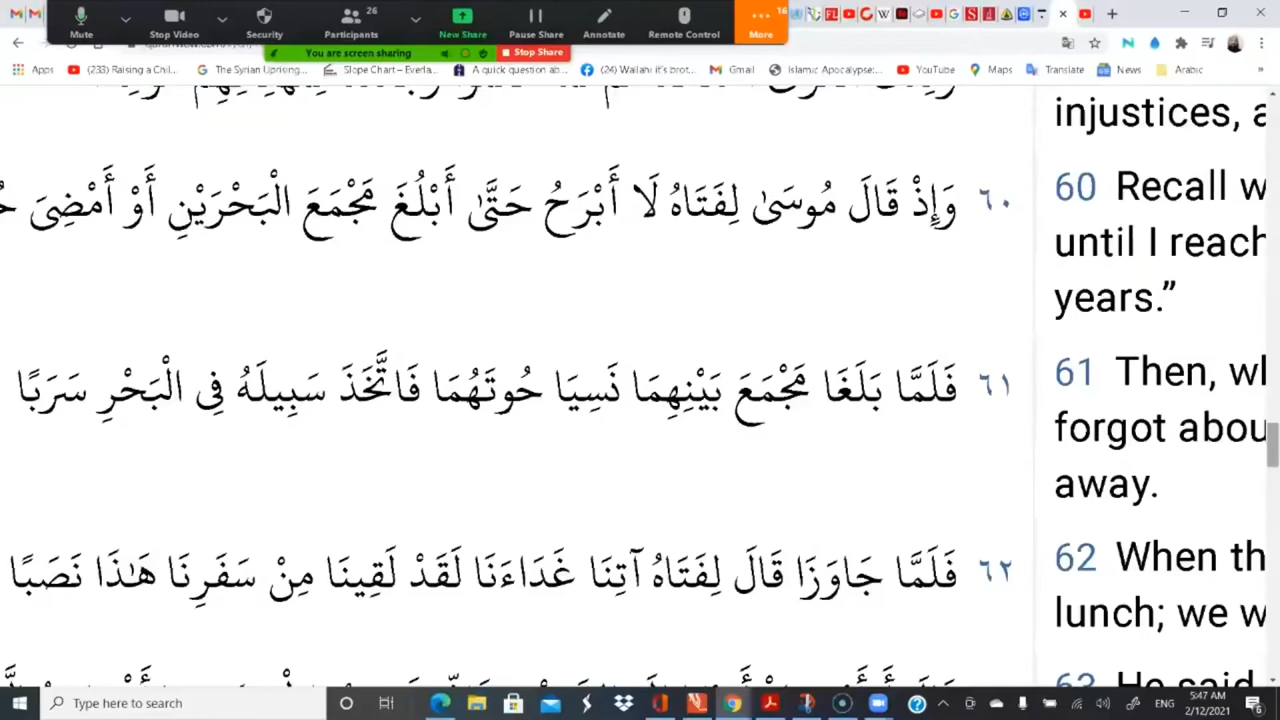 26
16
Mute
Stop Video
Security
Participants
New Share
Pause Share
Annotate
Remote Control
More
You are screen sharing
Stop Share
Apps
(233) Raising a Chil...
The Syrian Uprising...
Slope Chart – Everla...
A quick question ab...
(24) Wallahi it's brot...
Gmail
Islamic Apocalypse:...
YouTube
Maps
Translate
News
Arabic
injustices, a
٦٠ وَإِذْ قَالَ مُوسَىٰ لِفَتَاهُ لَا أَبْرَحُ حَتَّىٰ أَبْلُغَ مَجْمَعَ الْبَحْرَيْنِ أَوْ أَمْضِىَ
60 Recall w
until I reach
years.”
٦١ فَلَمَّا بَلَغَا مَجْمَعَ بَيْنِهِمَا نَسِيَا حُوتَهُمَا فَاتَّخَذَ سَبِيلَهُ فِى الْبَحْرِ سَرَبًا
61 Then, wh
forgot abou
away.
٦٢ فَلَمَّا جَاوَزَا قَالَ لِفَتَاهُ آتِنَا غَدَاءَنَا لَقَدْ لَقِينَا مِنْ سَفَرِنَا هَٰذَا نَصَبًا
62 When th
lunch; we w
63 He said
Type here to search
ENG
5:47 AM
2/12/2021